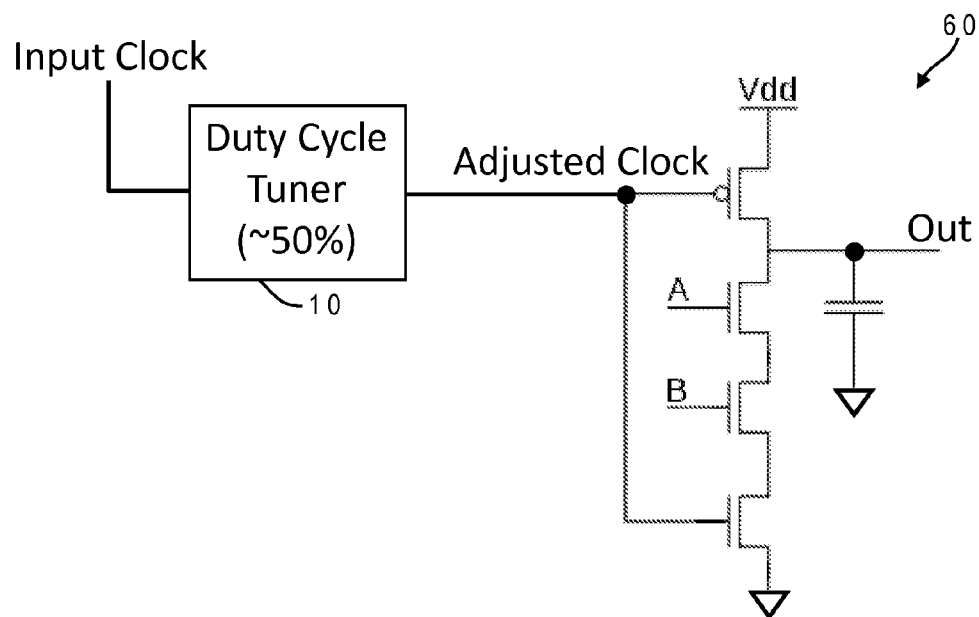 60
Input Clock
Vdd
Duty Cycle
Tuner
(~50%)
Adjusted Clock
Out
10
A
B